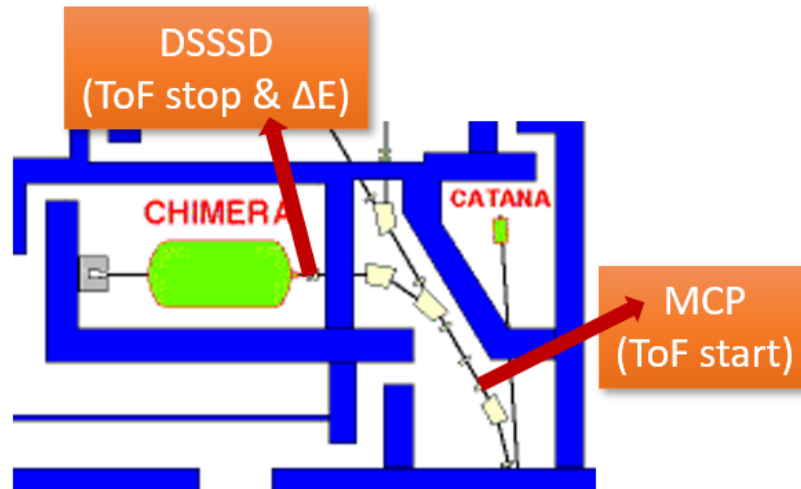 DSSSD
(ToF stop & ΔE)
CHIMERA
CATANA
MCP
(ToF start)